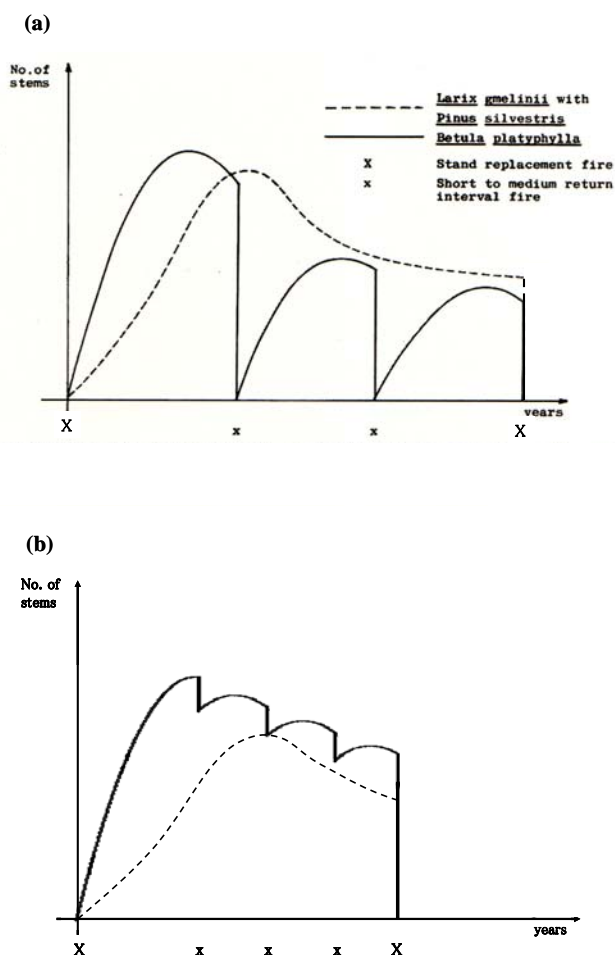 (a)
No.of
stems
Larix gmelinii with
Pinus silvestris
Betula platyphylla
X Stand replacement fire
x Short to medium return
interval fire
years
X x x X
(b)
No. of
stems
years
X x x x X